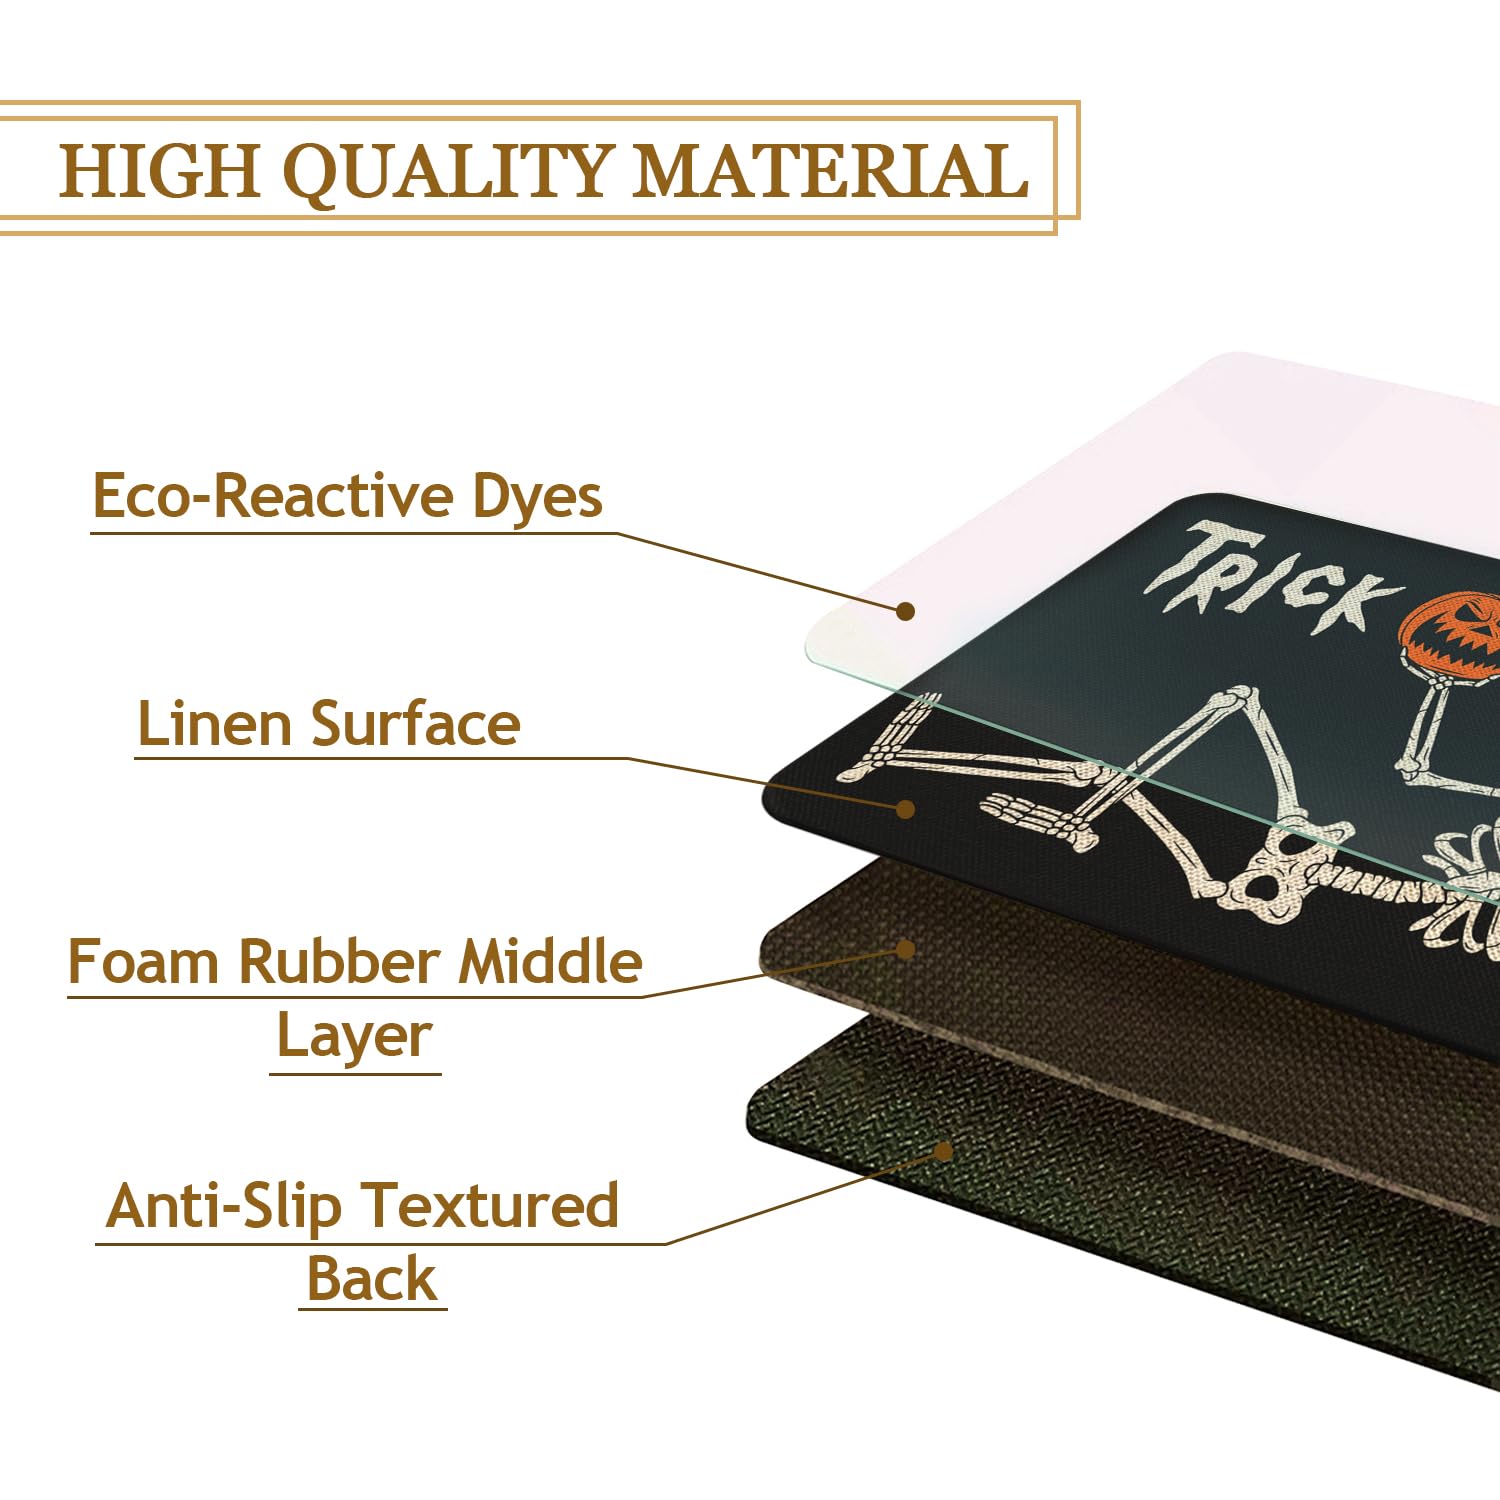 HIGH QUALITY MATERIAL
Eco-Reactive Dyes
Linen Surface
Foam Rubber Middle
Layer
Anti-Slip Textured
Back
TRICK